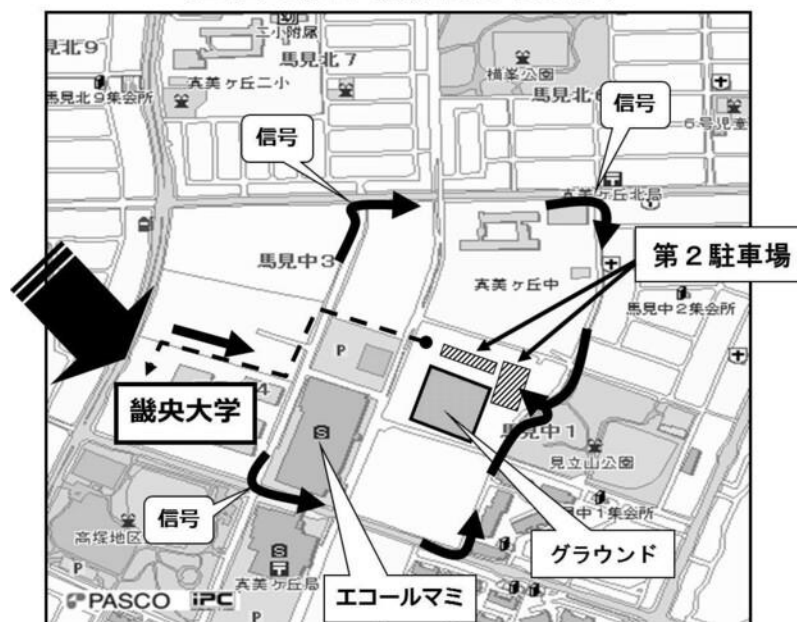 二小附属
馬見北7
馬見北9
真美ヶ丘二小
横峯公園
馬見北9集会所
馬見北6
信号
信号
6号児童
真美ヶ丘北局
馬見中3
第2駐車場
真美ヶ丘中
馬見中2集会所
P
畿央大学
4
馬見中1
S
見立山公園
信号
高塚地区
見中1集会所
グラウンド
S
P
真美ヶ丘局
エコールマミ
PASCO iPC
P